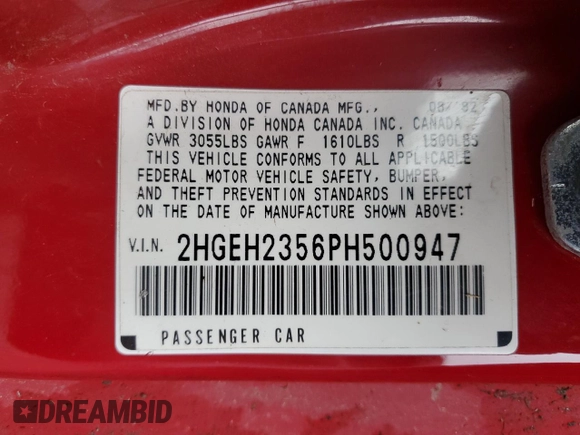 MFD.BY HONDA OF CANADA MFG.,
A DIVISION OF HONDA CANADA INC. CANADA
GVWR 3055LBS GAWR F 1610LBS R 1500LBS
THIS VEHICLE CONFORMS TO ALL APPLICABLE
FEDERAL MOTOR VEHICLE SAFETY, BUMPER,
AND THEFT PREVENTION STANDARDS IN EFFECT
ON THE DATE OF MANUFACTURE SHOWN ABOVE:
V.I.N. 2HGEH2356PH500947
PASSENGER CAR
DREAMBID